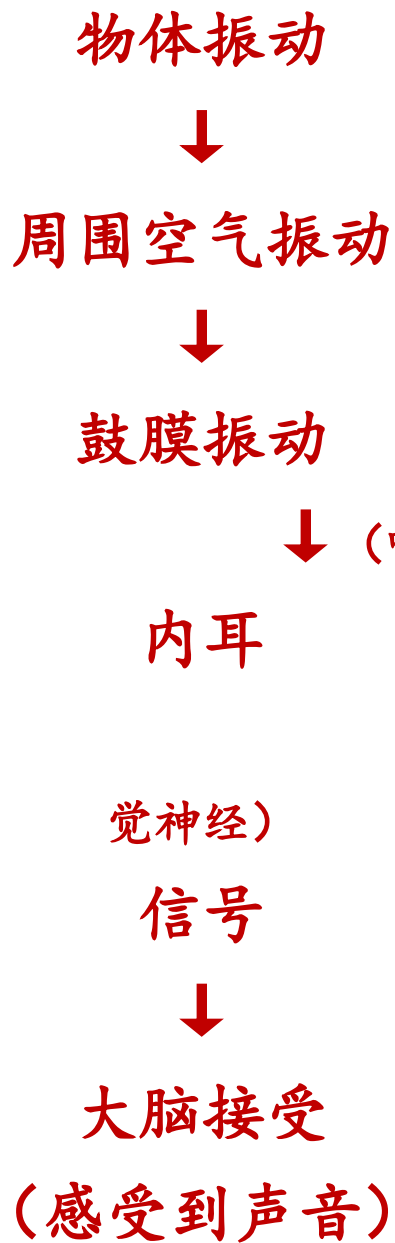 物体振动
↓
周围空气振动
↓
鼓膜振动
↓（
内耳
觉神经）
信号
↓
大脑接受
（感受到声音）